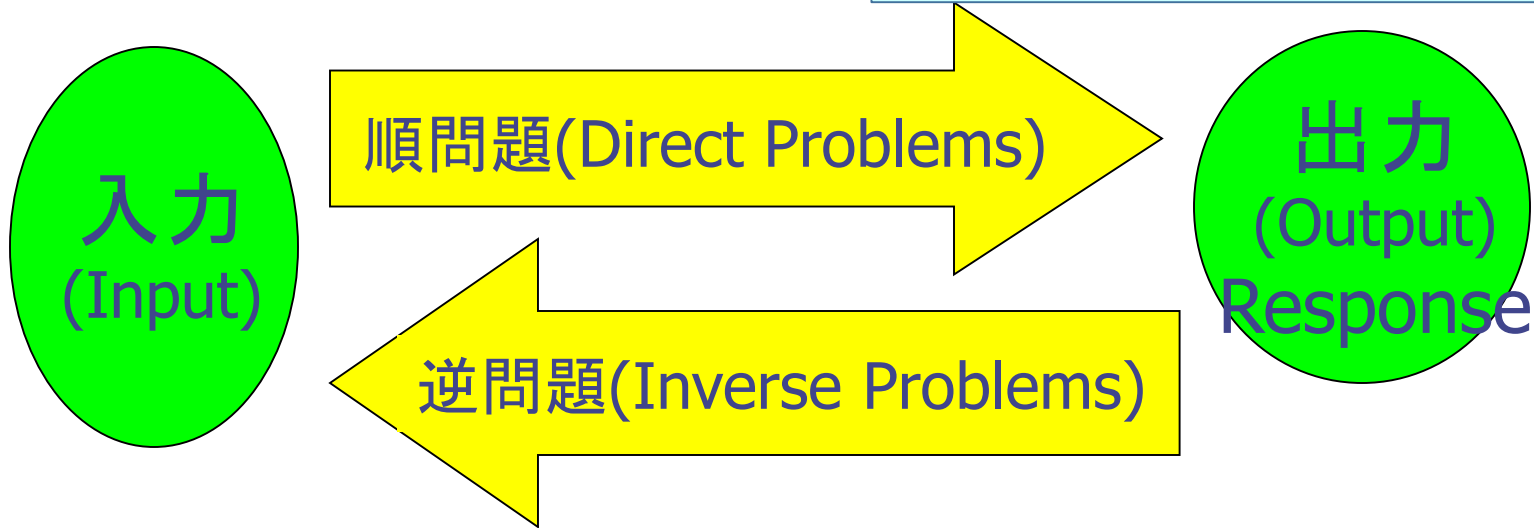 入力
(Input)
順問題(Direct Problems)
逆問題(Inverse Problems)
出力
(Output)
Response